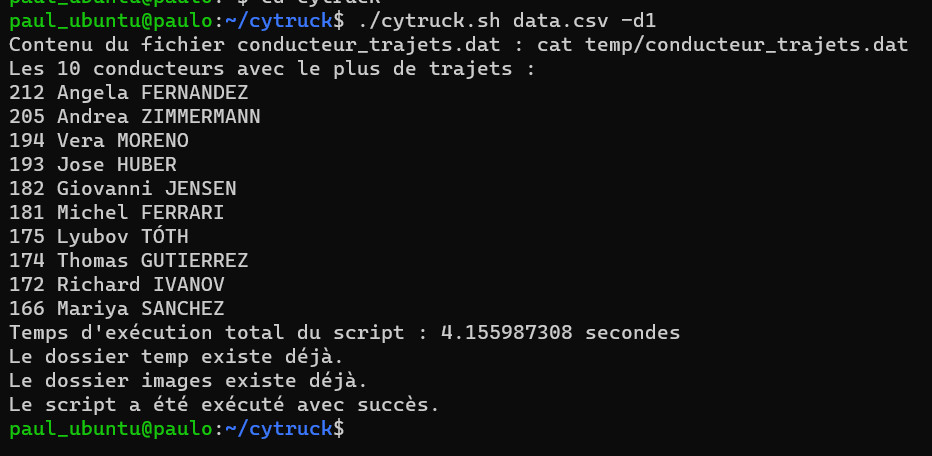 paul_ubuntu@paulo:~/cytruck$ ./cytruck.sh data.csv -d1
Contenu du fichier conducteur_trajets.dat : cat temp/conducteur_trajets.dat
Les 10 conducteurs avec le plus de trajets :
212 Angela FERNANDEZ
205 Andrea ZIMMERMANN
194 Vera MORENO
193 Jose HUBER
182 Giovanni JENSEN
181 Michel FERRARI
175 Lyubov TÓTH
174 Thomas GUTIERREZ
172 Richard IVANOV
166 Mariya SANCHEZ
Temps d'exécution total du script : 4.155987308 secondes
Le dossier temp existe déjà.
Le dossier images existe déjà.
Le script a été exécuté avec succès.
paul_ubuntu@paulo:~/cytruck$